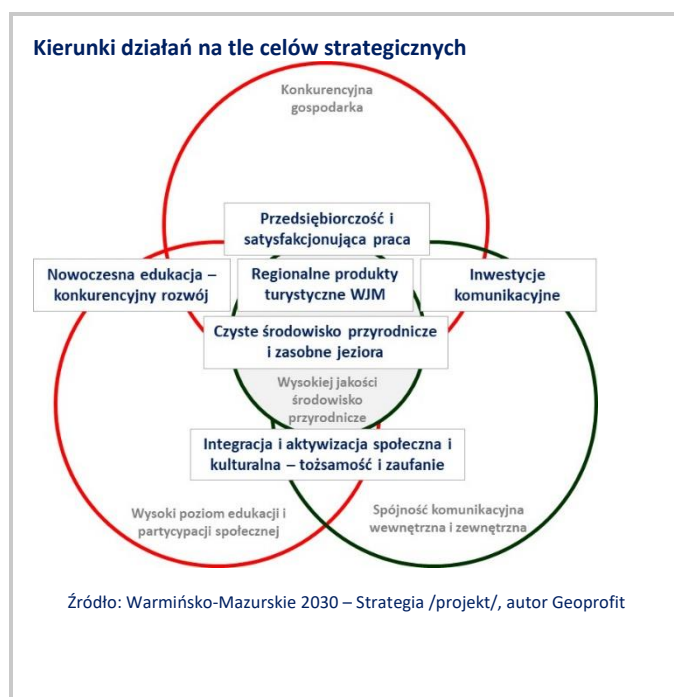 Kierunki działań na tle celów strategicznych
Konkurencyjna
gospodarka
Przedsiębiorczość i
satysfakcjonująca praca
Nowoczesna edukacja –
konkurencyjny rozwój
Regionalne produkty
turystyczne WJM
Inwestycje
komunikacyjne
Czyste środowisko przyrodnicze
i zasobne jeziora
Wysokiej jakości
środowisko
przyrodnicze
Integracja i aktywizacja społeczna i
kulturalna – tożsamość i zaufanie
Wysoki poziom edukacji i
partycypacji społecznej
Spójność komunikacyjna
wewnętrzna i zewnętrzna
Źródło: Warmińsko-Mazurskie 2030 – Strategia /projekt/, autor Geoprofit